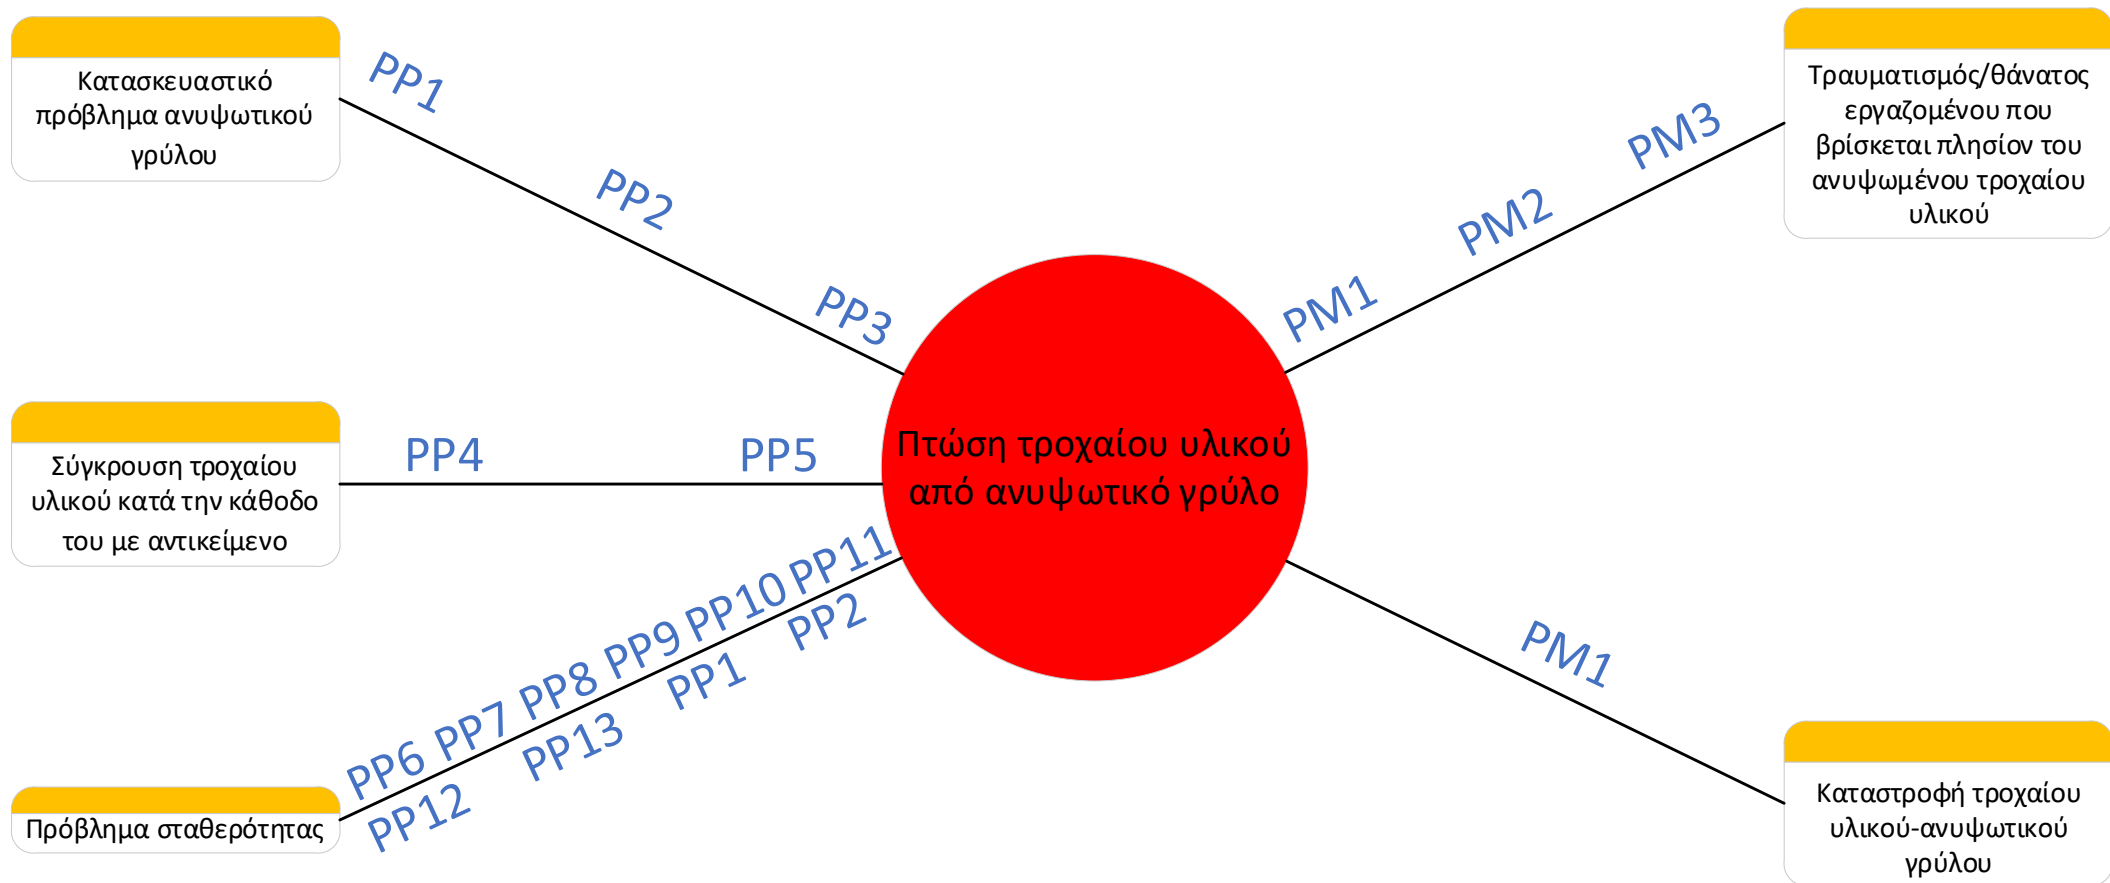 Κατασκευαστικό
πρόβλημα ανυψωτικού
γρύλου
PP1
PP2
PP3
Σύγκρουση τροχαίου
υλικού κατά την κάθοδο
του με αντικείμενο
PP4
PP5
Πρόβλημα σταθερότητας
PP6 PP7 PP8 PP9 PP10 PP11
PP12 PP13 PP1 PP2
Πτώση τροχαίου υλικού
από ανυψωτικό γρύλο
PM1
PM2
PM3
Τραυματισμός/θάνατος
εργαζομένου που
βρίσκεται πλησίον του
ανυψωμένου τροχαίου
υλικού
PM1
Καταστροφή τροχαίου
υλικού-ανυψωτικού
γρύλου